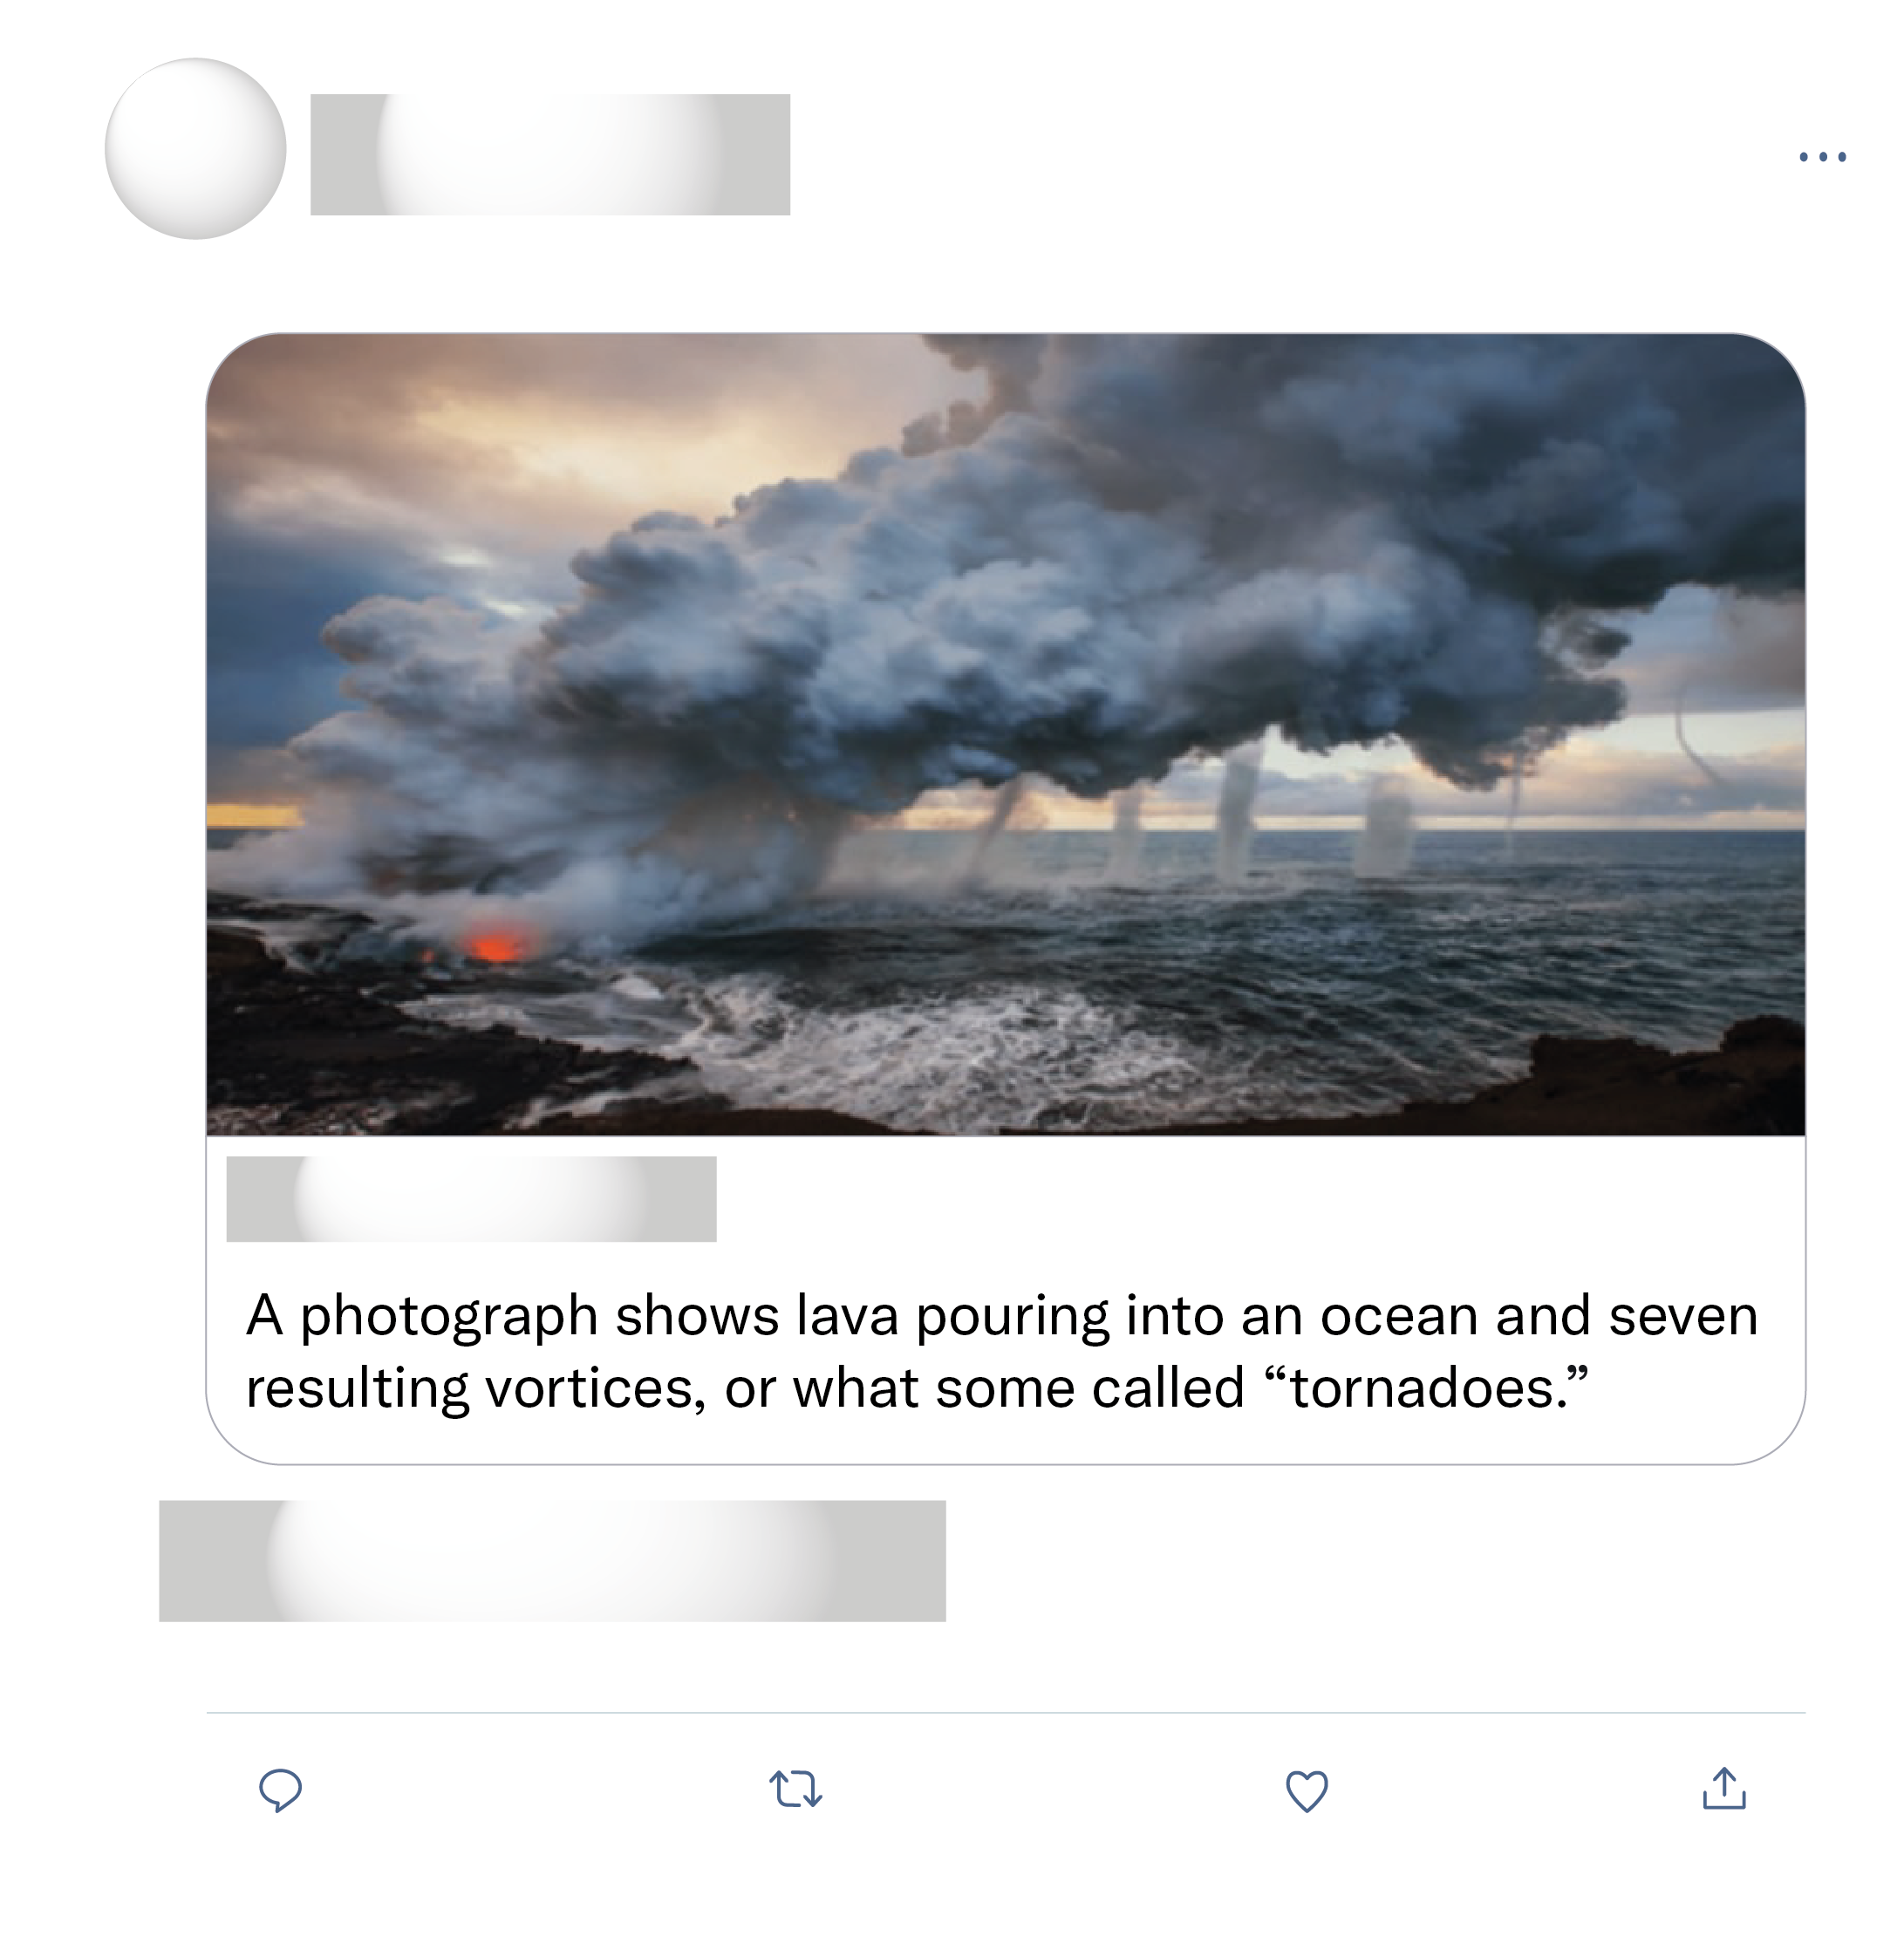 A photograph shows lava pouring into an ocean and seven
resulting vortices, or what some called “tornadoes.”